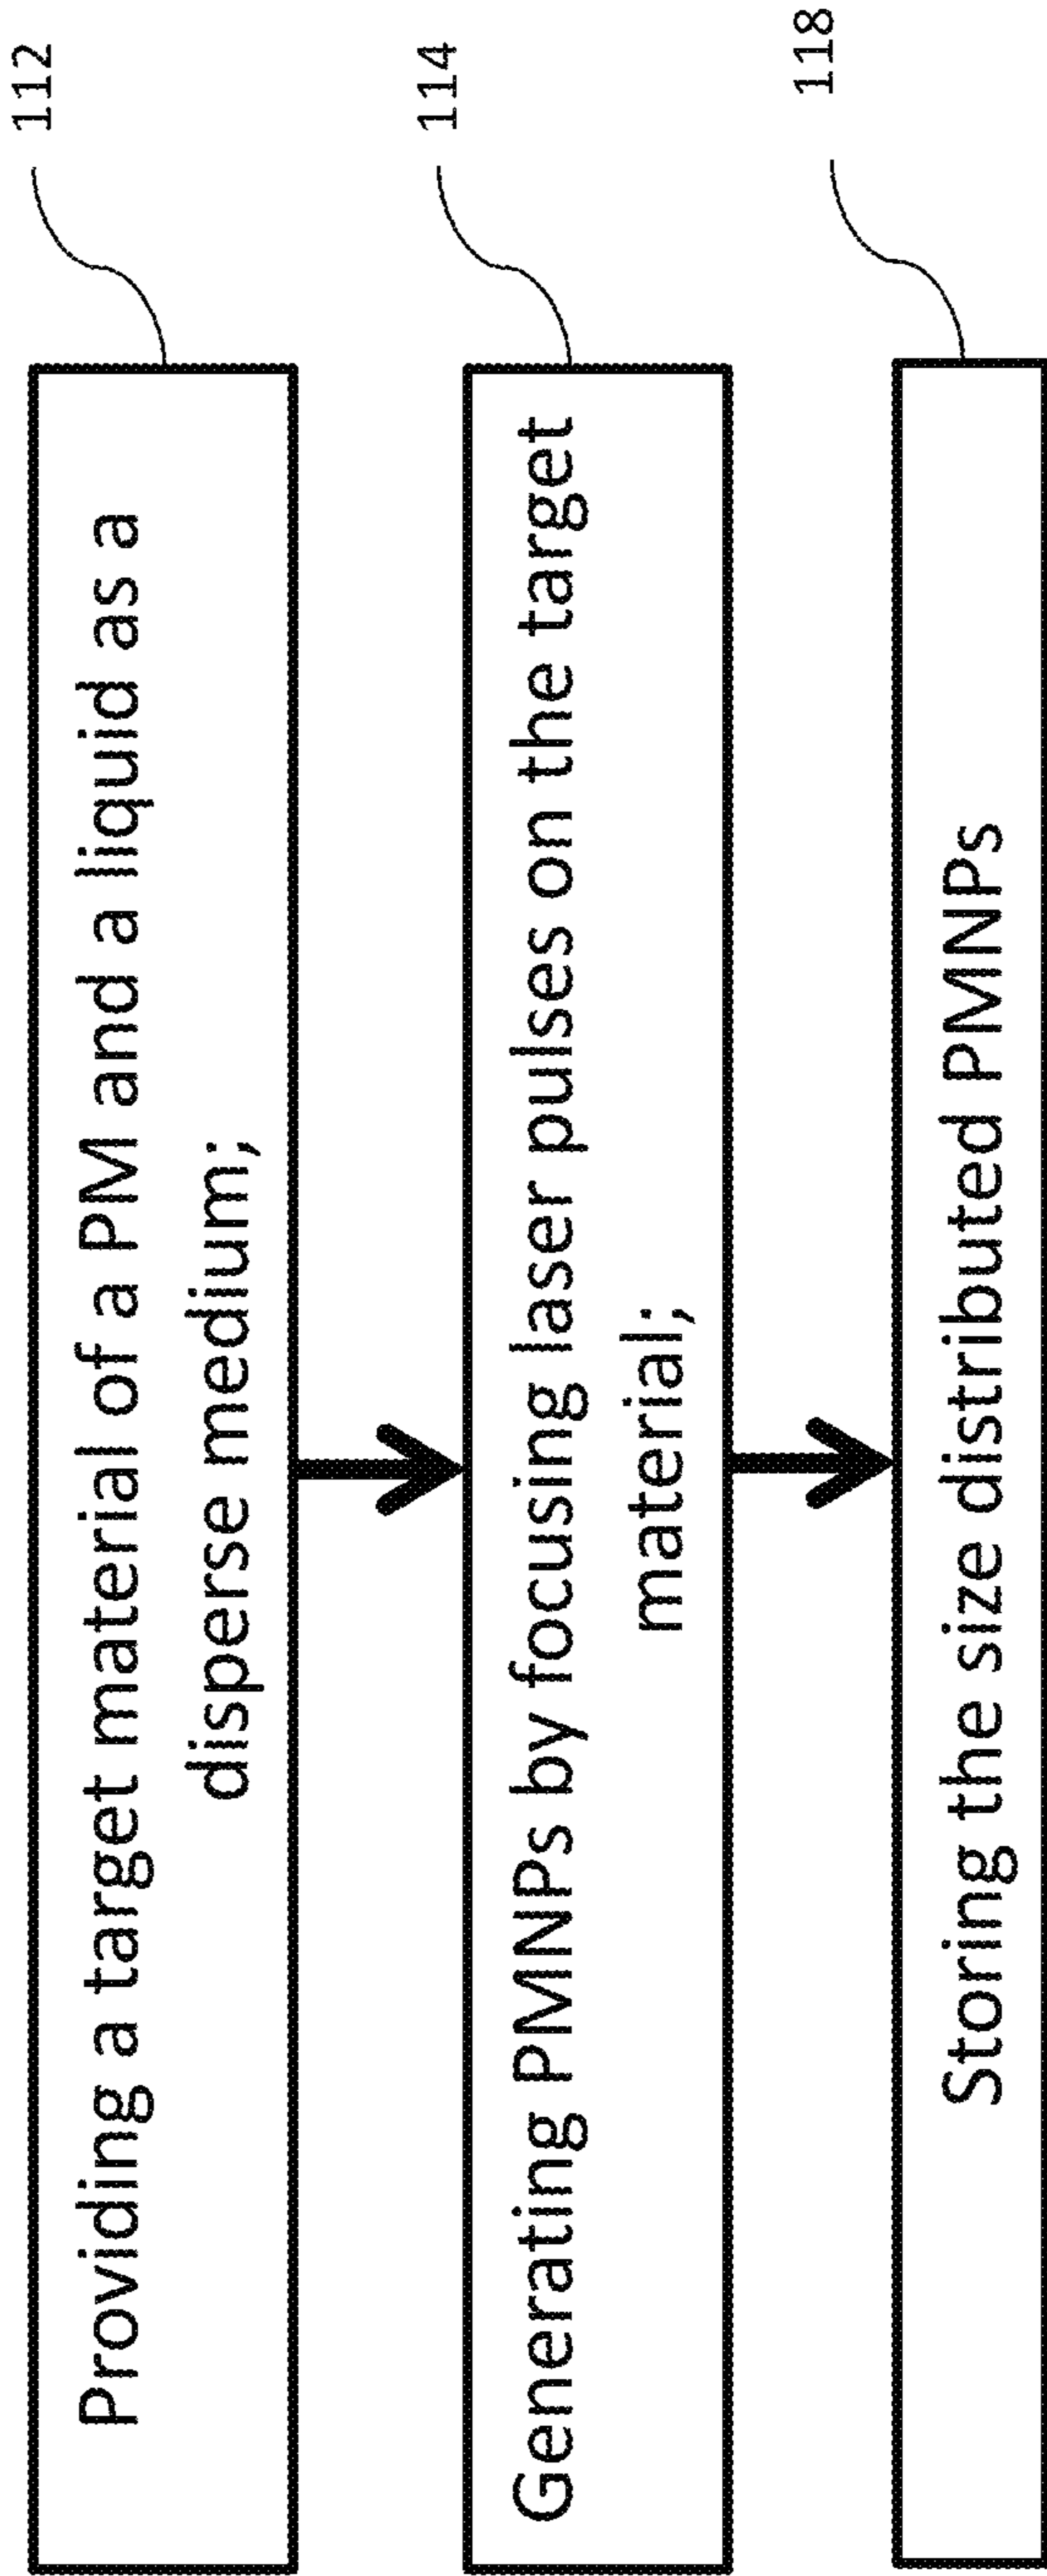 112
Providing a target material of a PM and a liquid as a
disperse medium;
114
Generating PMNPs by focusing laser pulses on the target
material;
118
Storing the size distributed PMNPs